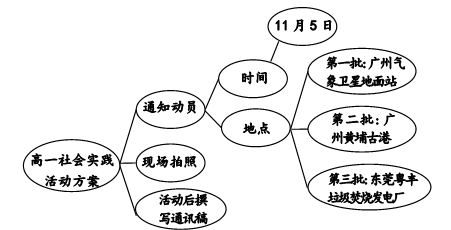 11月5日
时间
第一批：广州气
象卫星地面站
通知动员
地点
第二批：广
州黄埔古港
高一社会实践
活动方案
现场拍照
第三批：东莞粤丰
垃圾焚烧发电厂
活动后撰
写通讯稿